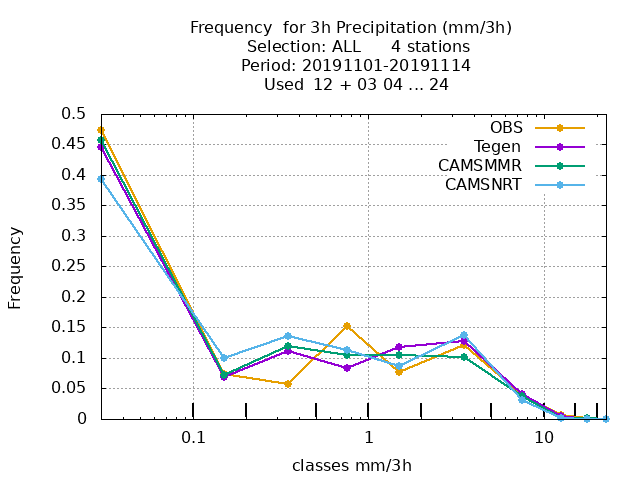 Frequency  for 3h Precipitation (mm/3h)
Selection: ALL      4 stations
Period: 20191101-20191114
Used  12 + 03 04 ... 24
OBS
Tegen
CAMSMMR
CAMSNRT
0.5
0.45
0.4
0.35
0.3
0.25
0.2
0.15
0.1
0.05
0
Frequency
0.1 1 10
classes mm/3h